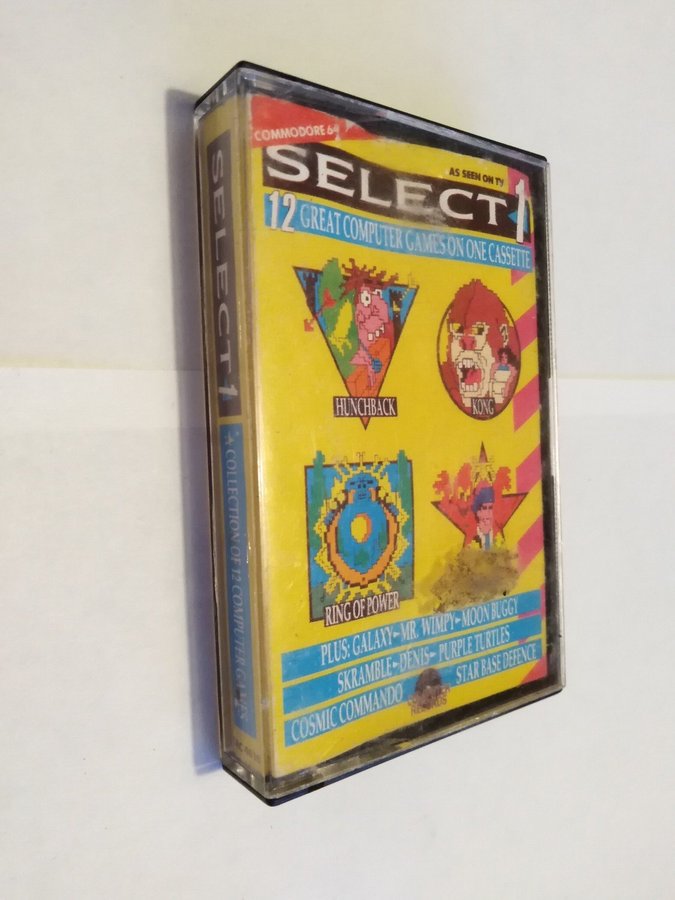 COMMODORE 64
AS SEEN ON TV
SELECT 1
12 GREAT COMPUTER GAMES ON ONE CASSETTE
HUNCHBACK
KONG
RING OF POWER
PLUS: GALAXY - MR. WIMPY - MOON BUGGY
SKRAMBLE - DENIS - PURPLE TURTLES
COSMIC COMMANDO STAR BASE DEFENCE
RECORDS
SELECT 1
A COLLECTION OF 12 COMPUTER GAMES